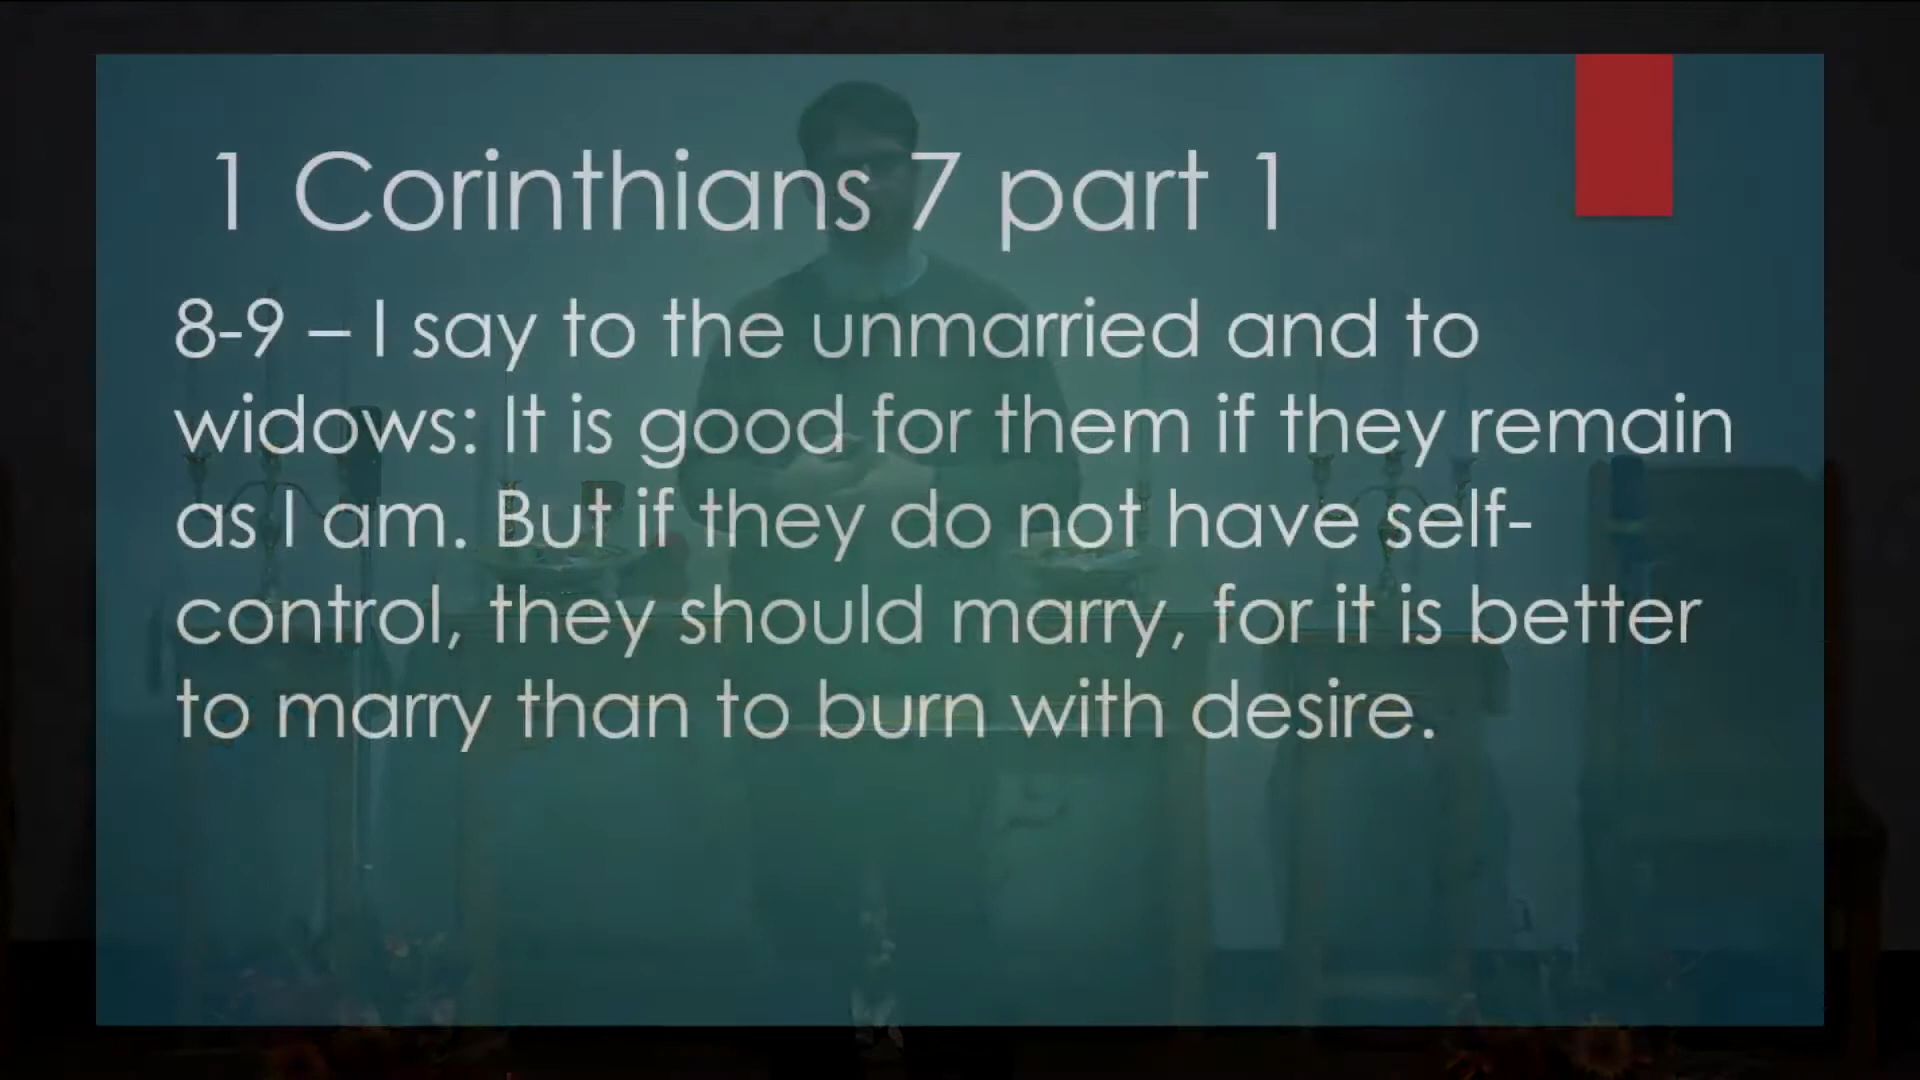 1 Corinthians 7 part 1
8-9 – I say to the unmarried and to
widows: It is good for them if they remain
as I am. But if they do not have self-
control, they should marry, for it is better
to marry than to burn with desire.